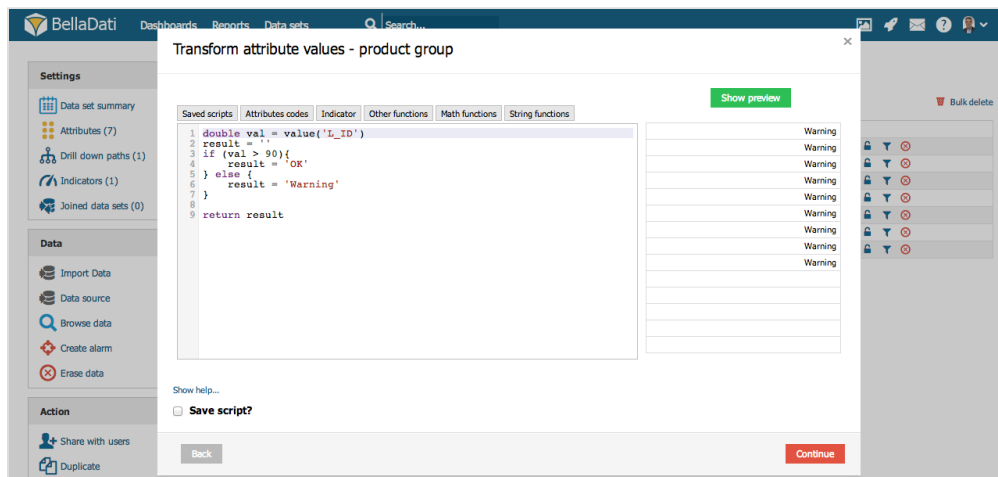 BellaDati Dashboards Reports Data sets Search...
Transform attribute values - product group
×
Settings
Data set summary
Attributes (7)
Drill down paths (1)
Indicators (1)
Joined data sets (0)
Data
Import Data
Data source
Browse data
Create alarm
Erase data
Action
Share with users
Duplicate
Show preview
Bulk delete
Saved scripts Attributes codes Indicator Other functions Math functions String functions
1 double val = value('L_ID')
2 result = ''
3 if (val > 90){
4     result = 'OK'
5 } else {
6     result = 'Warning'
7 }
8
9 return result
Warning
Warning
Warning
Warning
Warning
Warning
Warning
Warning
Warning
Show help...
Save script?
Back
Continue